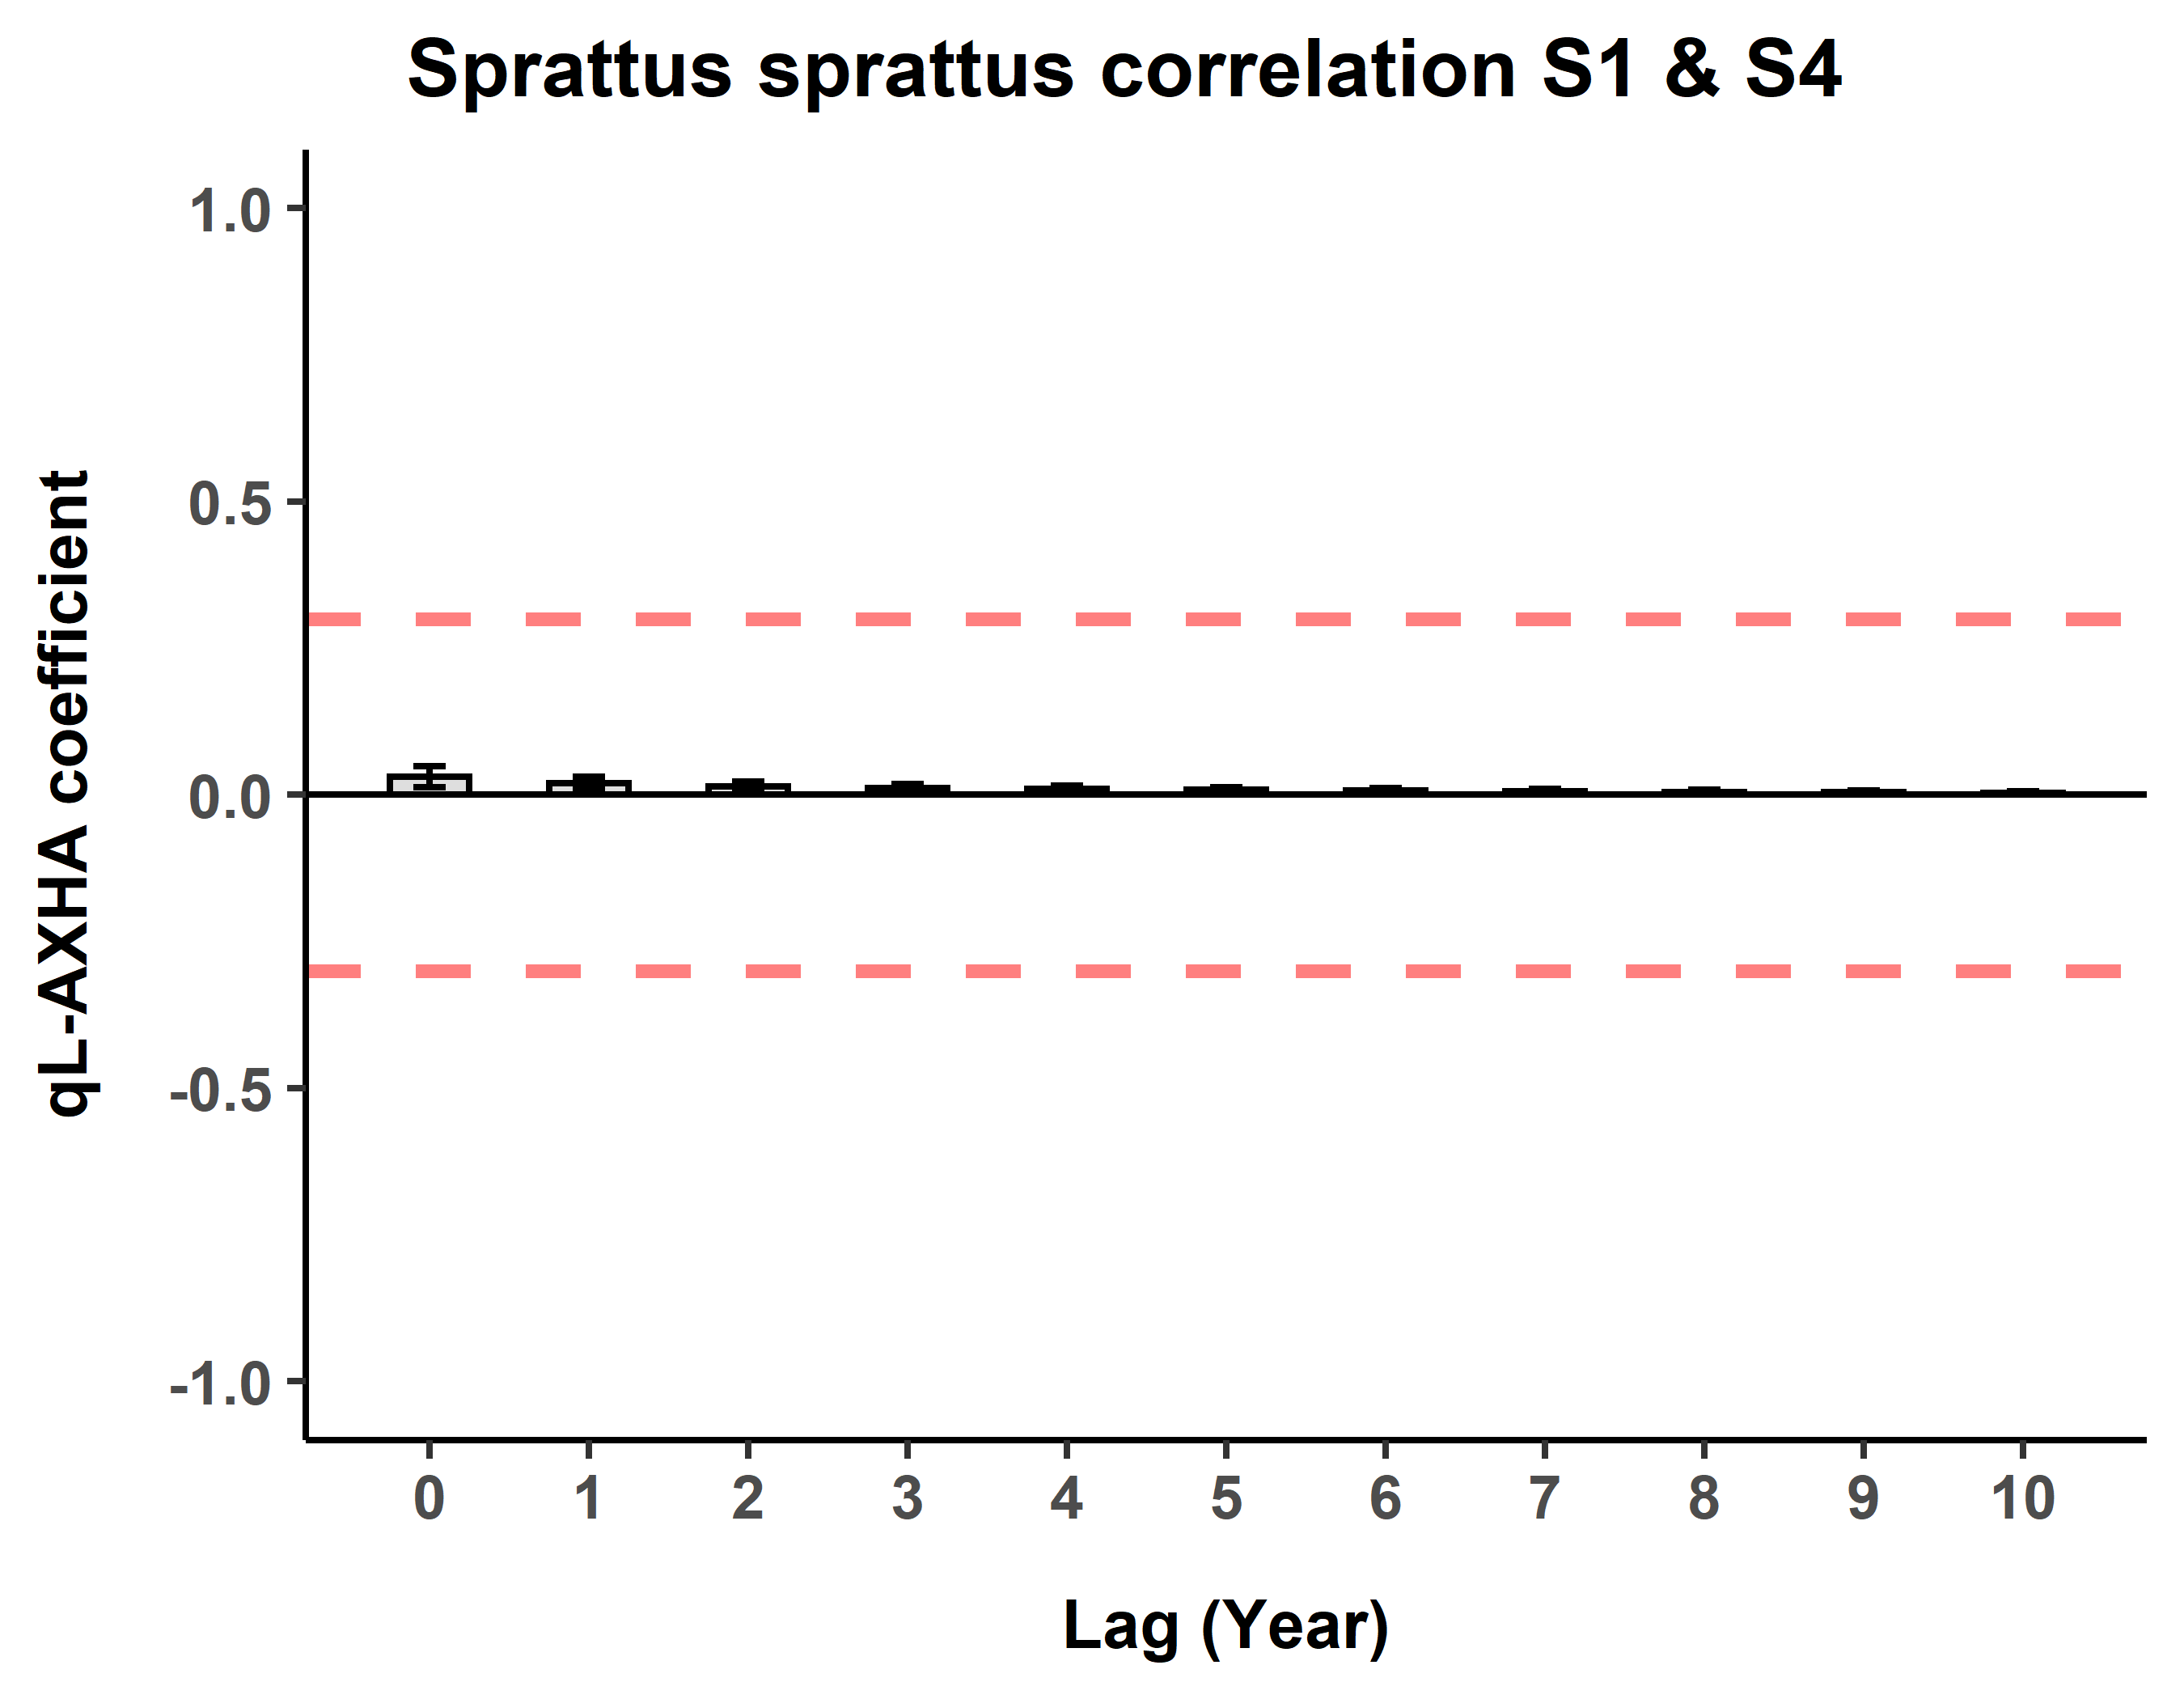 Sprattus sprattus correlation S1 & S4
qL-AXHA coefficient
1.0
0.5
0.0
-0.5
-1.0
0 1 2 3 4 5 6 7 8 9 10
Lag (Year)